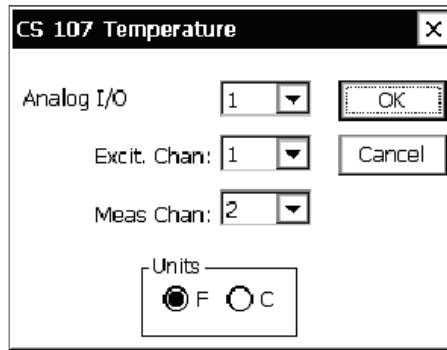 CS 107 Temperature
Analog I/O 1 OK
Excit. Chan: 1 Cancel
Meas Chan: 2
Units
F C